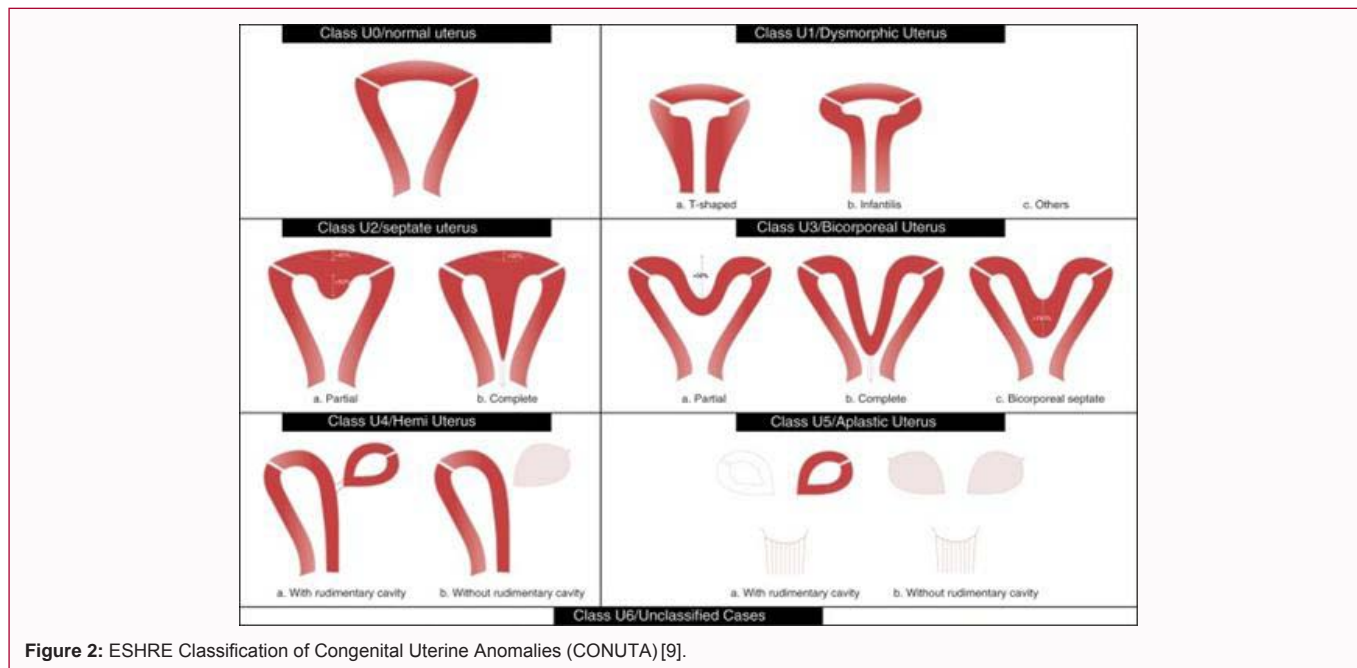 Class U0/normal uterus
Class U1/Dysmorphic Uterus
a. T-shaped
b. Infantilis
c. Others
Class U2/septate uterus
Class U3/Bicorporeal Uterus
a. Partial
b. Complete
a. Partial
b. Complete
c. Bicorporeal septate
Class U4/Hemi Uterus
Class U5/Aplastic Uterus
a. With rudimentary cavity
b. Without rudimentary cavity
a. With rudimentary cavity
b. Without rudimentary cavity
Class U6/Unclassified Cases
Figure 2: ESHRE Classification of Congenital Uterine Anomalies (CONUTA) [9].